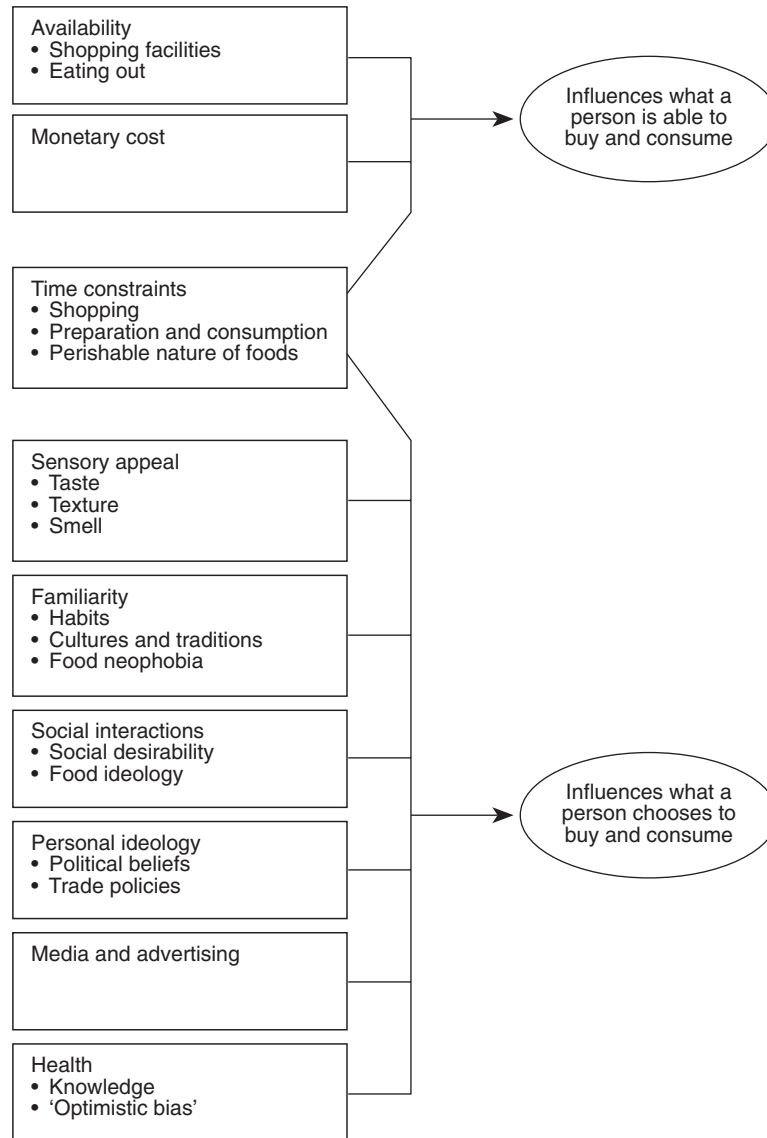 Availability
• Shopping facilities
• Eating out
Monetary cost
Time constraints
• Shopping
• Preparation and consumption
• Perishable nature of foods
Sensory appeal
• Taste
• Texture
• Smell
Familiarity
• Habits
• Cultures and traditions
• Food neophobia
Social interactions
• Social desirability
• Food ideology
Personal ideology
• Political beliefs
• Trade policies
Media and advertising
Health
• Knowledge
• ‘Optimistic bias’
Influences what a
person is able to
buy and consume
Influences what a
person chooses to
buy and consume